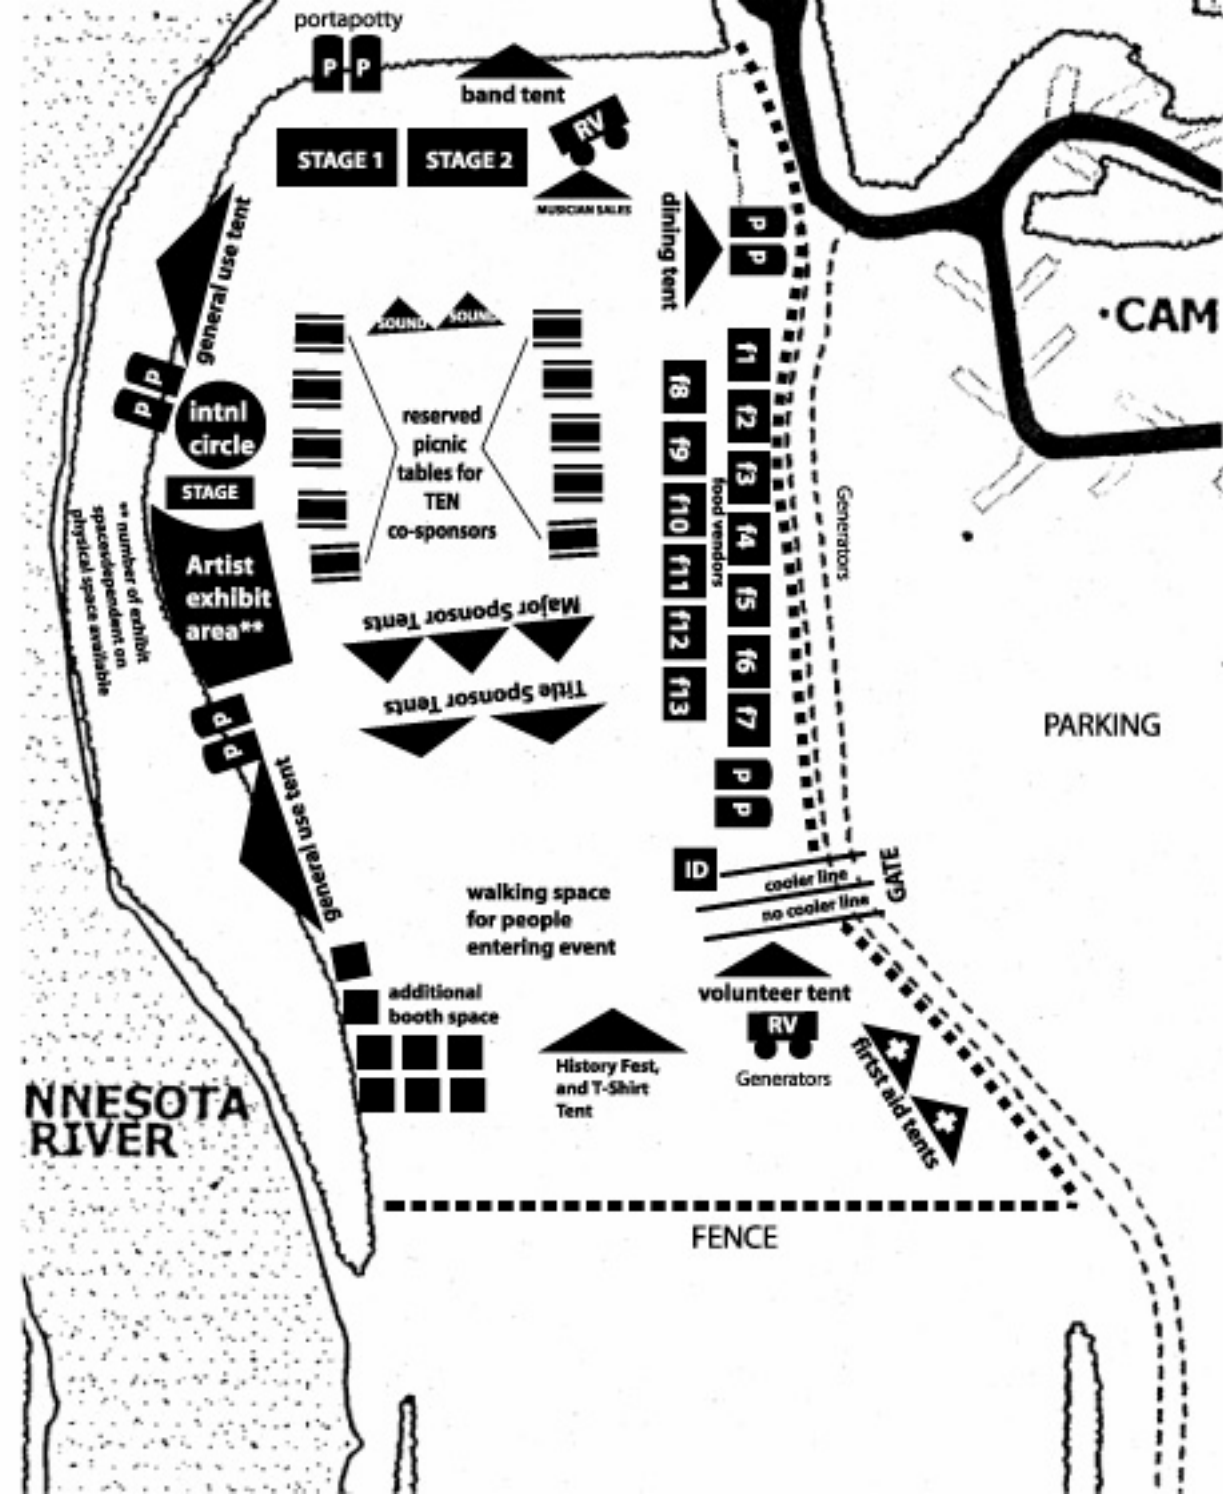 portapotty
P P
band tent
RV
STAGE 1
STAGE 2
MUSICIAN SALES
general use tent
dining tent
P
P
SOUND
SOUND
CAM
P
P
intnl
circle
STAGE
reserved
picnic
tables for
TEN
co-sponsors
f1
f2
f3
f4
f5
f6
f7
f8
f9
f10
f11
f12
f13
food vendors
Generators
** number of exhibit
spacesdependent on
physical space available
Artist
exhibit
area**
Major Sponsor Tents
Title Sponsor Tents
P
P
PARKING
P
P
general use tent
ID
cooler line
no cooler line
GATE
walking space
for people
entering event
volunteer tent
RV
Generators
additional
booth space
History Fest,
and T-Shirt
Tent
firtst aid tents
NNESOTA
RIVER
FENCE